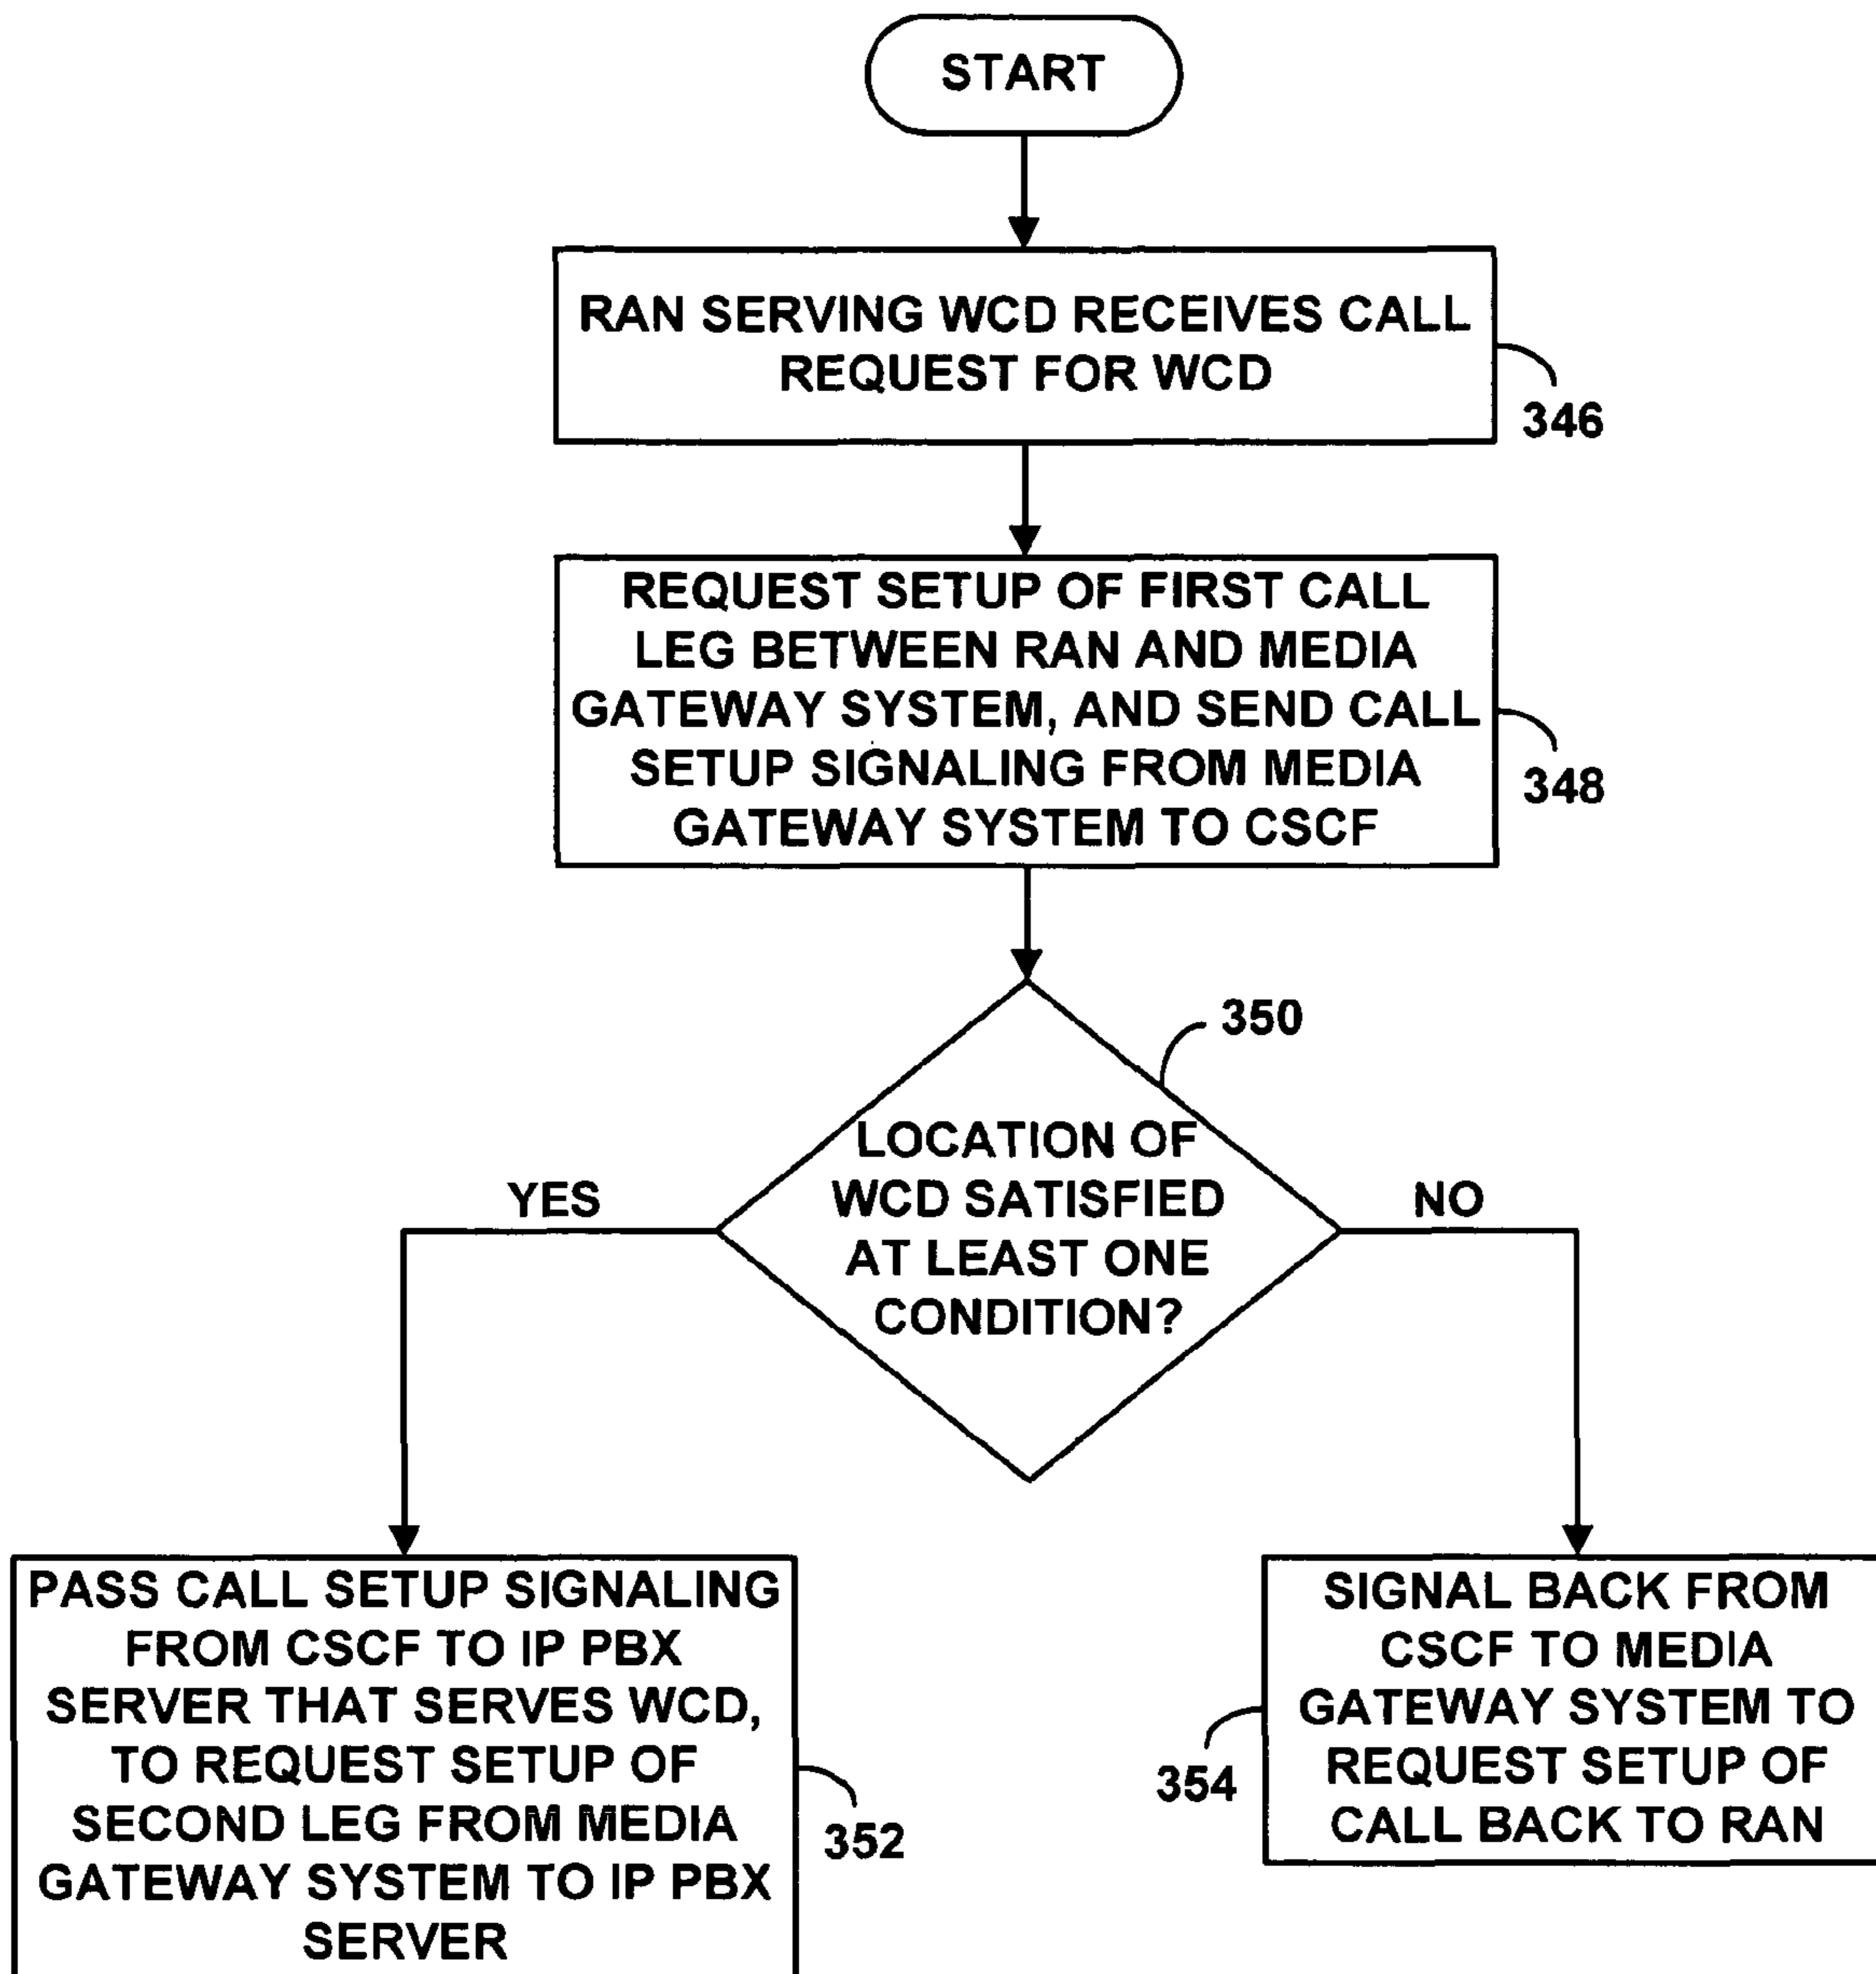 START
RAN SERVING WCD RECEIVES CALL
REQUEST FOR WCD
346
REQUEST SETUP OF FIRST CALL
LEG BETWEEN RAN AND MEDIA
GATEWAY SYSTEM, AND SEND CALL
SETUP SIGNALING FROM MEDIA
GATEWAY SYSTEM TO CSCF
348
350
LOCATION OF
WCD SATISFIED
AT LEAST ONE
CONDITION?
YES
NO
PASS CALL SETUP SIGNALING
FROM CSCF TO IP PBX
SERVER THAT SERVES WCD,
TO REQUEST SETUP OF
SECOND LEG FROM MEDIA
GATEWAY SYSTEM TO IP PBX
SERVER
352
SIGNAL BACK FROM
CSCF TO MEDIA
GATEWAY SYSTEM TO
REQUEST SETUP OF
CALL BACK TO RAN
354